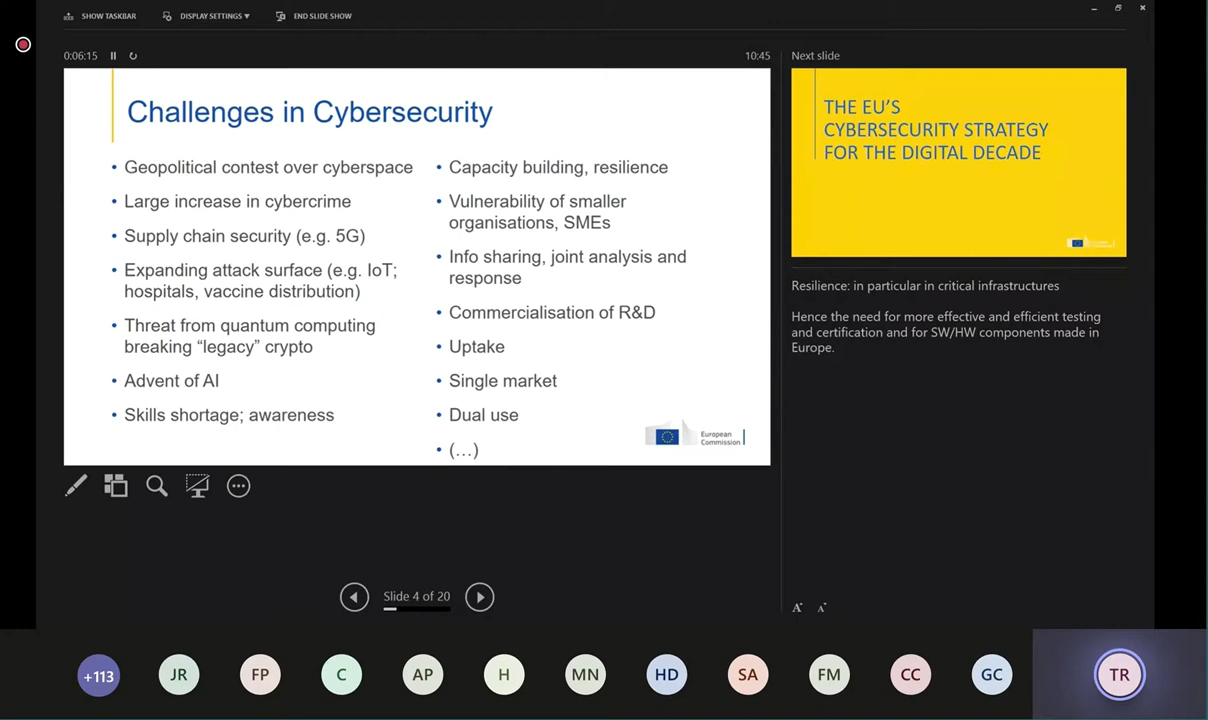 SHOW TASKBAR
DISPLAY SETTINGS ▾
END SLIDE SHOW
0:06:15
10:45
Challenges in Cybersecurity
• Geopolitical contest over cyberspace
• Large increase in cybercrime
• Supply chain security (e.g. 5G)
• Expanding attack surface (e.g. IoT;
hospitals, vaccine distribution)
• Threat from quantum computing
breaking “legacy” crypto
• Advent of AI
• Skills shortage; awareness
• Capacity building, resilience
• Vulnerability of smaller
organisations, SMEs
• Info sharing, joint analysis and
response
• Commercialisation of R&D
• Uptake
• Single market
• Dual use
• (…)
European
Commission
Next slide
THE EU’S
CYBERSECURITY STRATEGY
FOR THE DIGITAL DECADE
Resilience: in particular in critical infrastructures
Hence the need for more effective and efficient testing
and certification and for SW/HW components made in
Europe.
Slide 4 of 20
A A
+113 JR FP C AP H MN HD SA FM CC GC TR